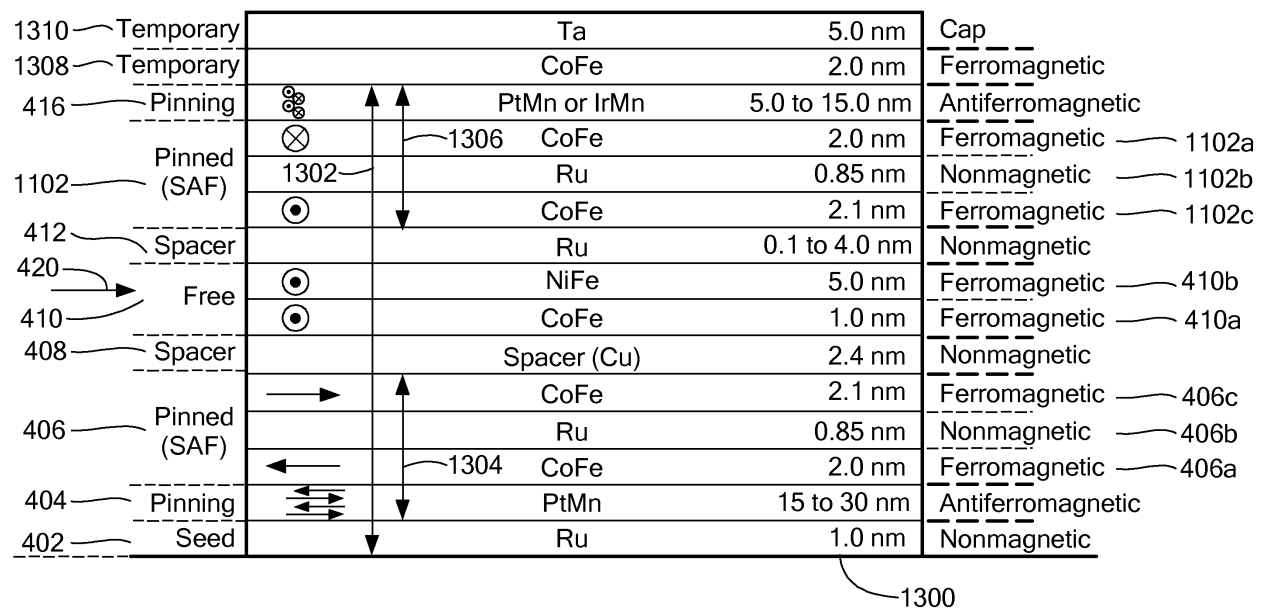 1310 Temporary Ta 5.0 nm Cap
1308 Temporary CoFe 2.0 nm Ferromagnetic
416 Pinning PtMn or IrMn 5.0 to 15.0 nm Antiferromagnetic
1306 CoFe 2.0 nm Ferromagnetic 1102a
1102 Pinned (SAF) 1302 Ru 0.85 nm Nonmagnetic 1102b
CoFe 2.1 nm Ferromagnetic 1102c
412 Spacer Ru 0.1 to 4.0 nm Nonmagnetic
420 NiFe 5.0 nm Ferromagnetic 410b
410 Free CoFe 1.0 nm Ferromagnetic 410a
408 Spacer Spacer (Cu) 2.4 nm Nonmagnetic
CoFe 2.1 nm Ferromagnetic 406c
406 Pinned (SAF) Ru 0.85 nm Nonmagnetic 406b
1304 CoFe 2.0 nm Ferromagnetic 406a
404 Pinning PtMn 15 to 30 nm Antiferromagnetic
402 Seed Ru 1.0 nm Nonmagnetic
1300